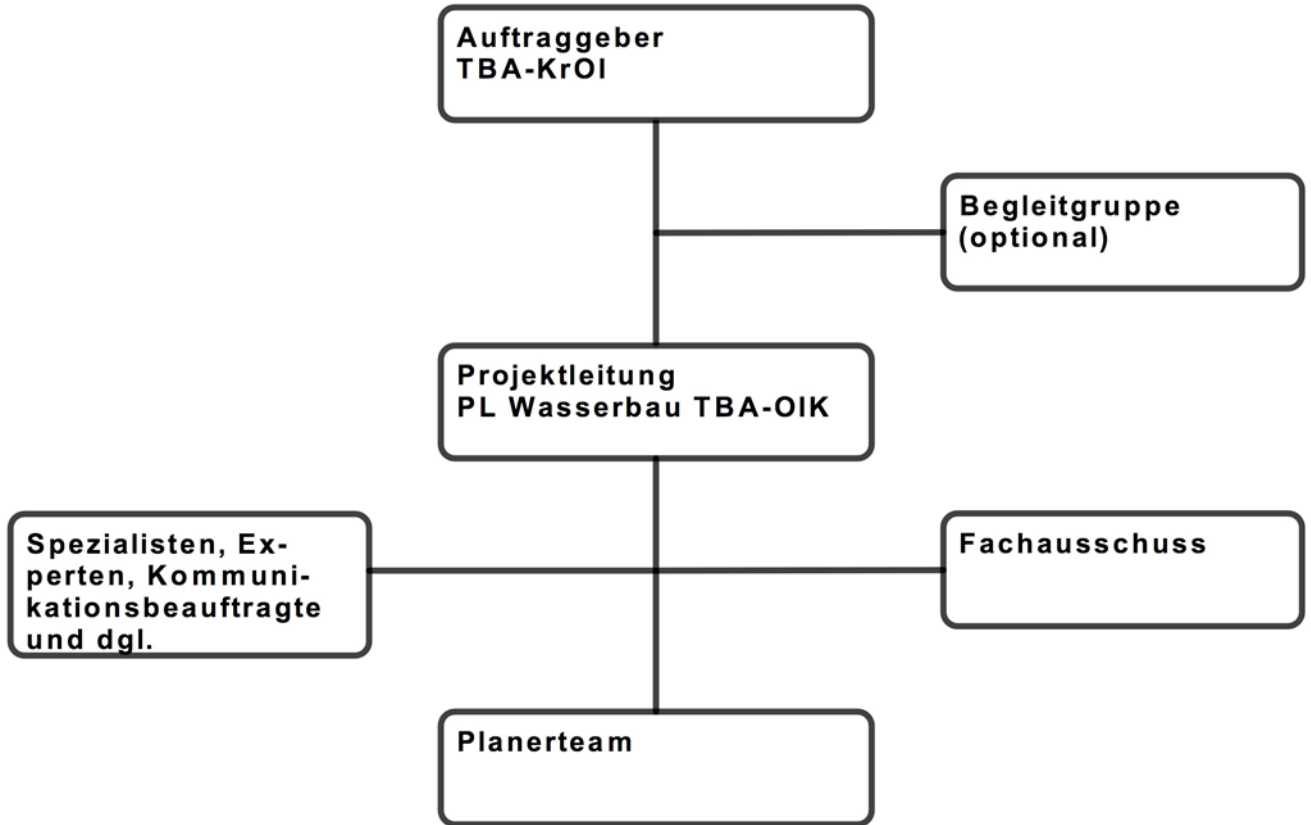 Auftraggeber
TBA-KrOI
Begleitgruppe
(optional)
Projektleitung
PL Wasserbau TBA-OIK
Spezialisten, Ex-
perten, Kommuni-
kationsbeauftragte
und dgl.
Fachausschuss
Planerteam